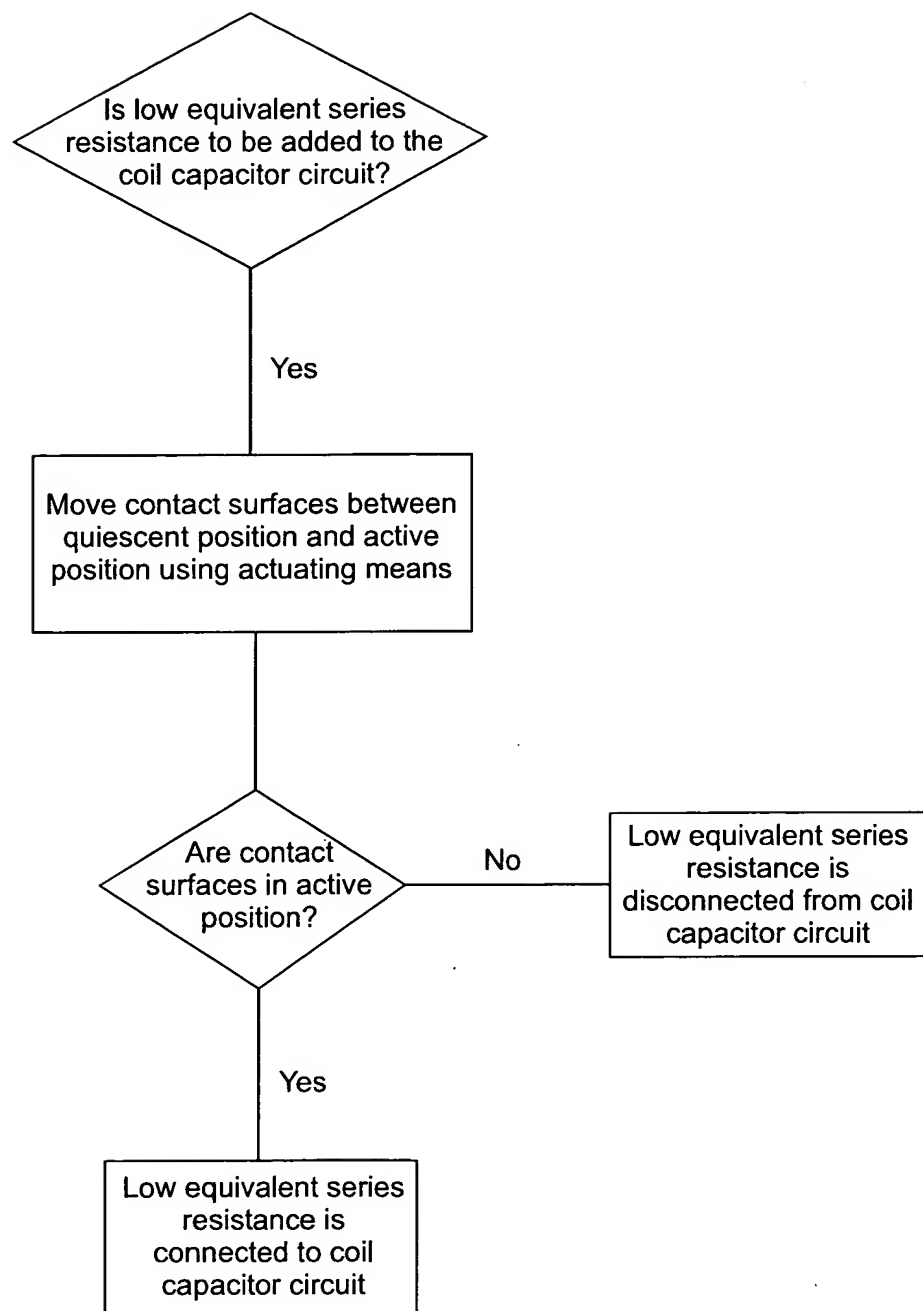 Is low equivalent series
resistance to be added to the
coil capacitor circuit?
Yes
Move contact surfaces between
quiescent position and active
position using actuating means
Are contact
surfaces in active
position?
No
Low equivalent series
resistance is
disconnected from coil
capacitor circuit
Yes
Low equivalent series
resistance is
connected to coil
capacitor circuit